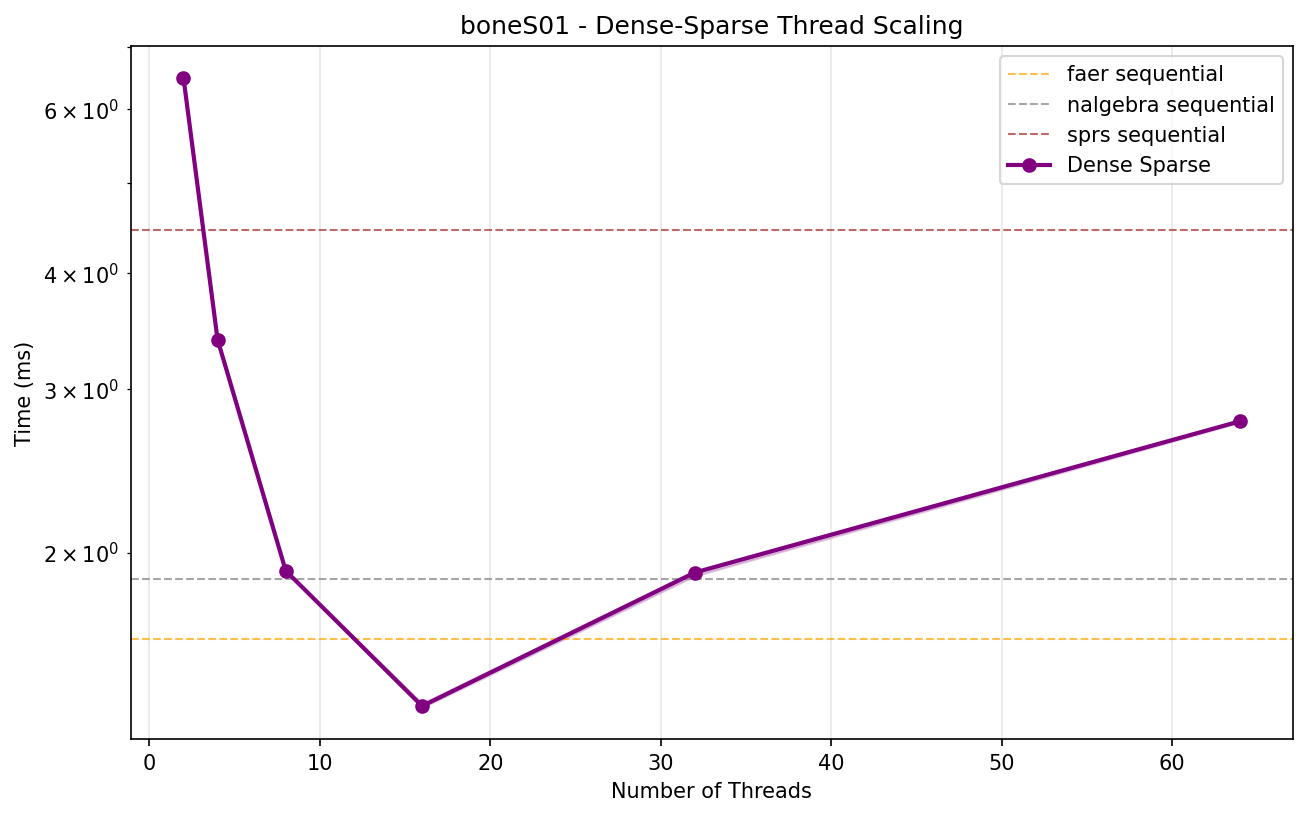 boneS01 - Dense-Sparse Thread Scaling
faer sequential
nalgebra sequential
sprs sequential
Dense Sparse
6 × 10⁰
4 × 10⁰
3 × 10⁰
2 × 10⁰
Time (ms)
0 10 20 30 40 50 60
Number of Threads